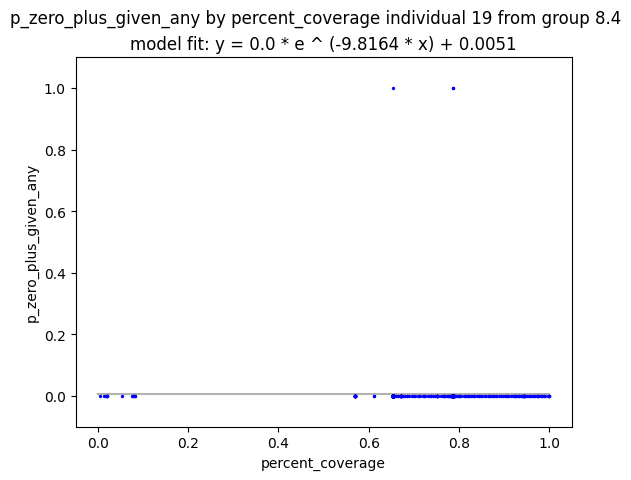 p_zero_plus_given_any by percent_coverage individual 19 from group 8.4
model fit: y = 0.0 * e ^ (-9.8164 * x) + 0.0051
1.0
0.8
0.6
0.4
0.2
0.0
p_zero_plus_given_any
0.0 0.2 0.4 0.6 0.8 1.0
percent_coverage